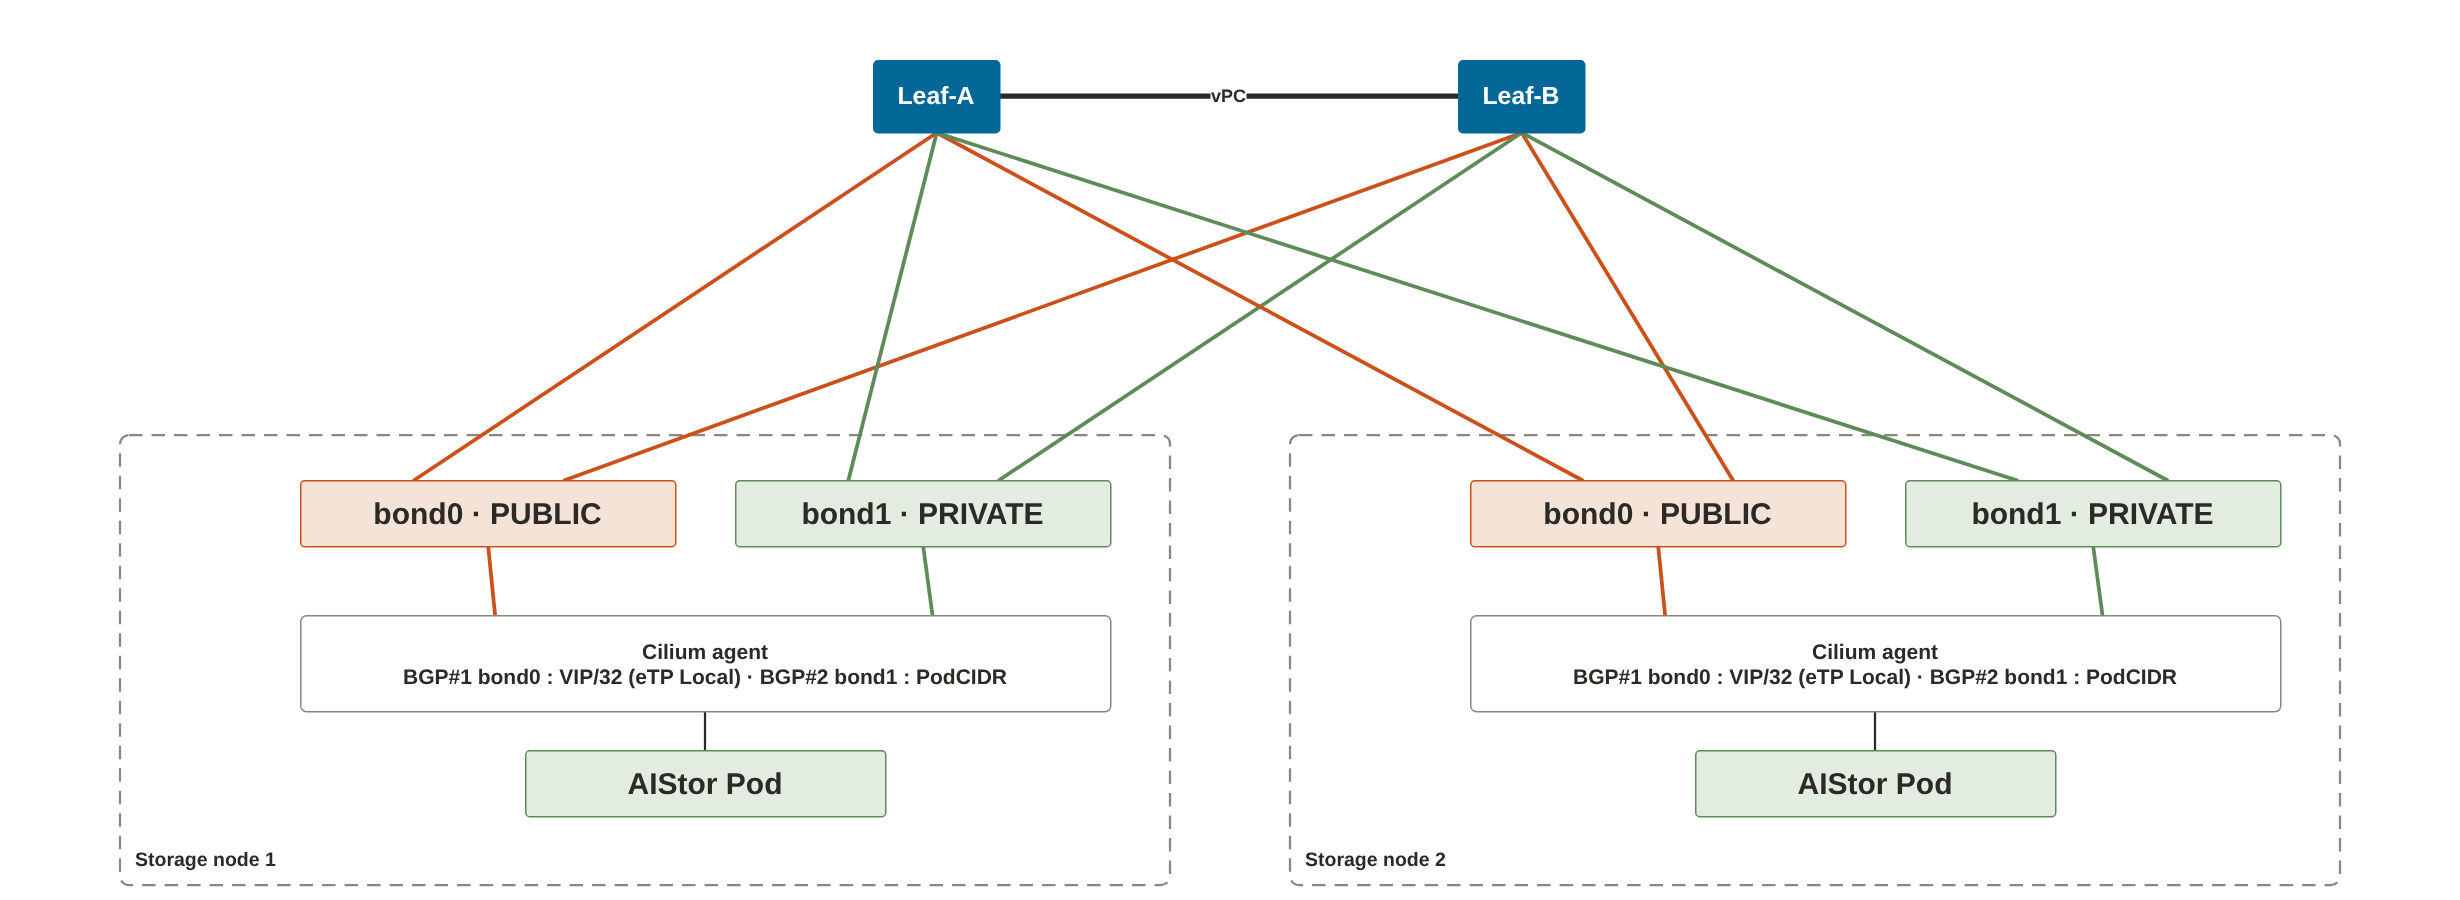 Leaf-A
vPC
Leaf-B
bond0 · PUBLIC
bond1 · PRIVATE
bond0 · PUBLIC
bond1 · PRIVATE
Cilium agent
BGP#1 bond0 : VIP/32 (eTP Local) · BGP#2 bond1 : PodCIDR
Cilium agent
BGP#1 bond0 : VIP/32 (eTP Local) · BGP#2 bond1 : PodCIDR
AIStor Pod
AIStor Pod
Storage node 1
Storage node 2